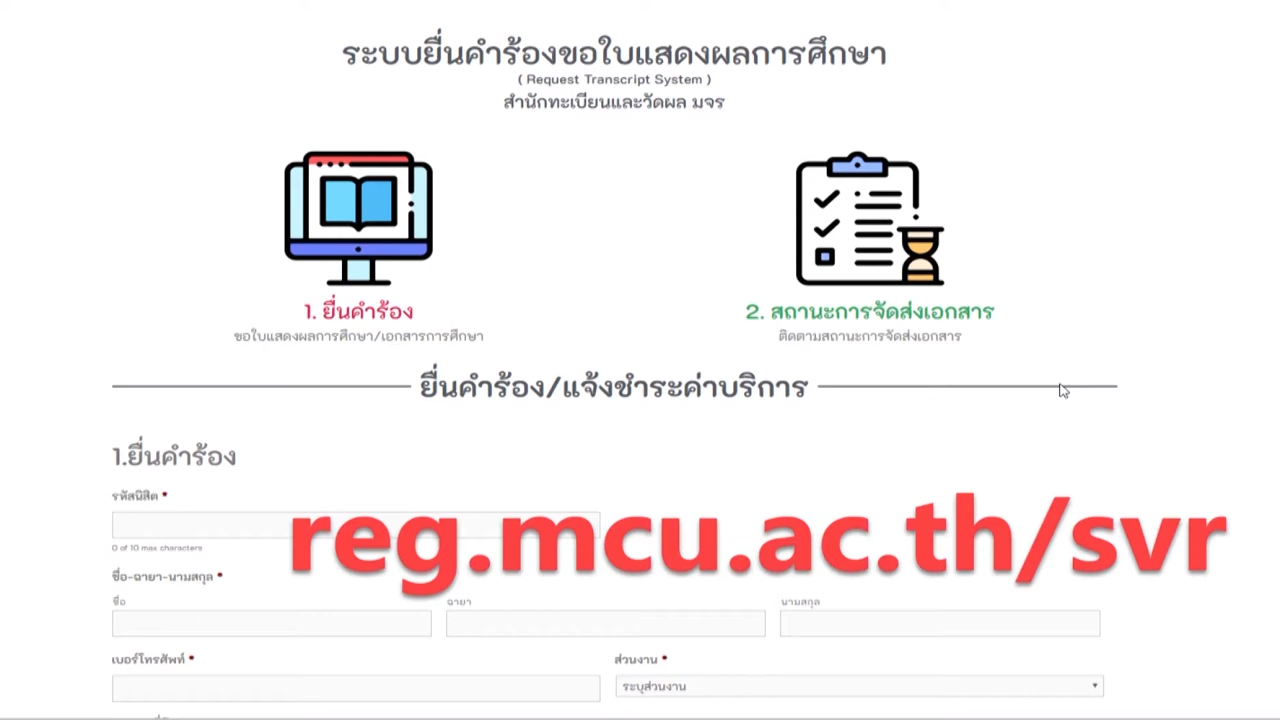 ระบบยื่นคำร้องขอใบแสดงผลการศึกษา
( Request Transcript System )
สำนักทะเบียนและวัดผล มจร
1. ยื่นคำร้อง
ขอใบแสดงผลการศึกษา/เอกสารการศึกษา
2. สถานะการจัดส่งเอกสาร
ติดตามสถานะการจัดส่งเอกสาร
ยื่นคำร้อง/แจ้งชำระค่าบริการ
1.ยื่นคำร้อง
รหัสนิสิต *
reg.mcu.ac.th/svr
0 of 10 max characters
ชื่อ-ฉายา-นามสกุล *
ชื่อ ฉายา นามสกุล
เบอร์โทรศัพท์ * ส่วนงาน *
ระบุส่วนงาน